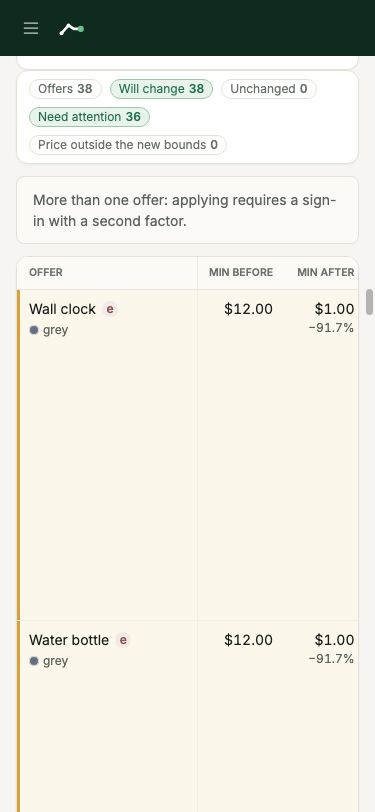 Offers 38 Will change 38 Unchanged 0
Need attention 36
Price outside the new bounds 0
More than one offer: applying requires a sign-
in with a second factor.
OFFER MIN BEFORE MIN AFTER
Wall clock e $12.00 $1.00
grey −91.7%
Water bottle e $12.00 $1.00
grey −91.7%